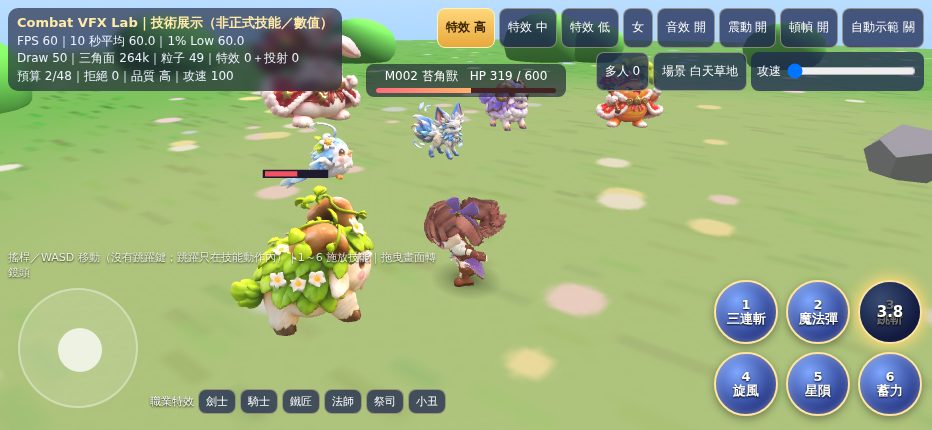 Combat VFX Lab｜技術展示（非正式技能／數值）
FPS 60｜10 秒平均 60.0｜1% Low 60.0
Draw 50｜三角面 264k｜粒子 49｜特效 0＋投射 0
預算 2/48｜拒絕 0｜品質 高｜攻速 100
特效 高
特效 中
特效 低
女
音效 開
震動 開
頓幀 開
自動示範 關
M002 苔角獸 HP 319 / 600
多人 0
場景 白天草地
攻速
搖桿／WASD 移動（沒有跳躍鍵；跳躍只在技能動作內）｜1～6 施放技能｜拖曳畫面轉
鏡頭
1
三連斬
2
魔法彈
3.8
4
旋風
5
星隕
6
蓄力
職業特效
劍士
騎士
鐵匠
法師
祭司
小丑